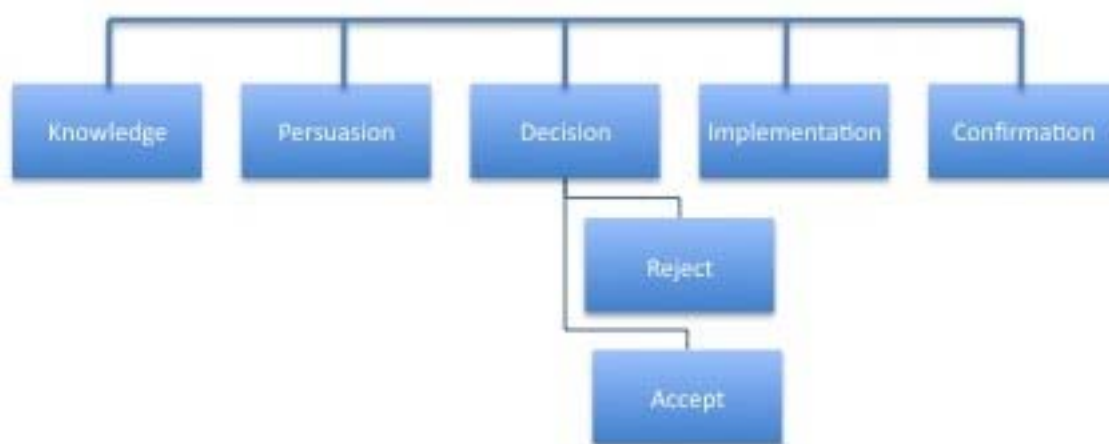 Knowledge
Persuasion
Decision
Implementation
Confirmation
Reject
Accept